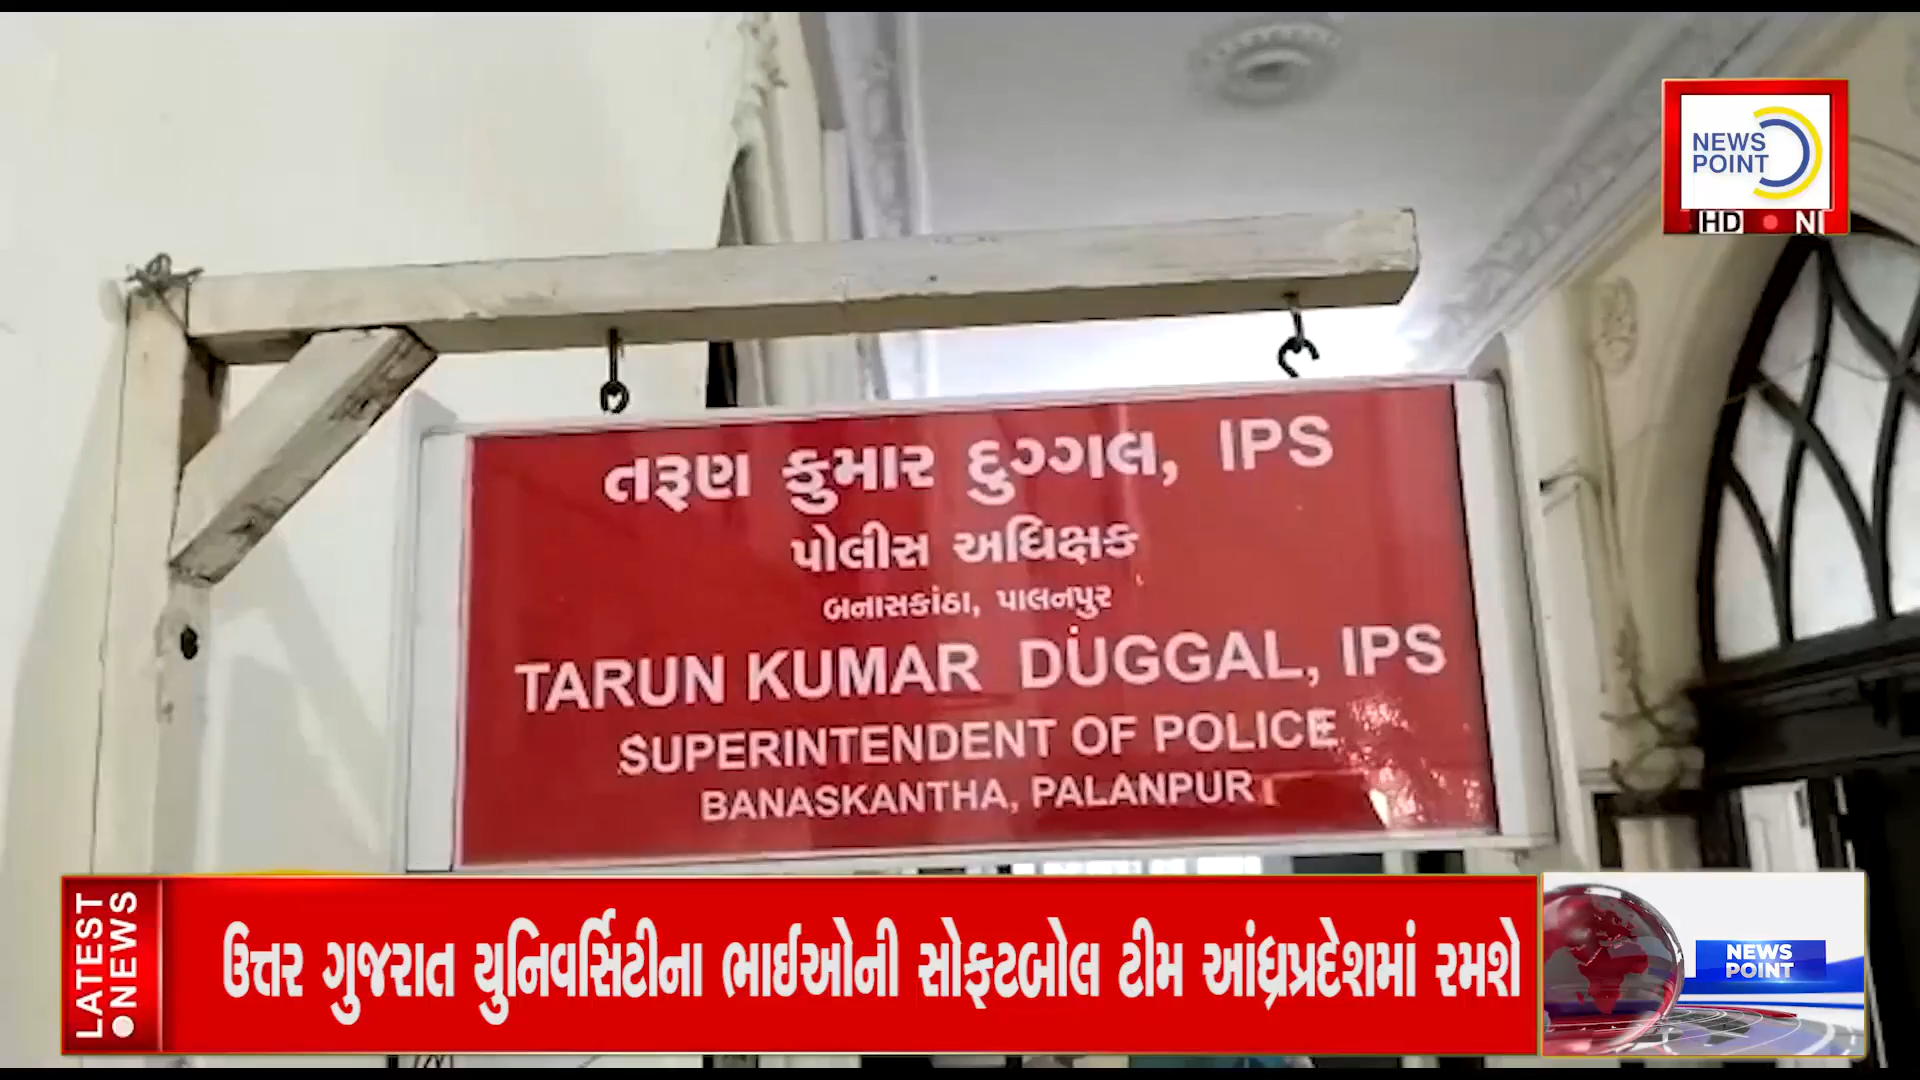 NEWS
POINT
HD
તરૂણ કુમાર દુગ્ગલ, IPS
પોલીસ અધિક્ષક
બનાસકાંઠા, પાલનપુર
TARUN KUMAR DUGGAL, IPS
SUPERINTENDENT OF POLICE
BANASKANTHA, PALANPUR
LATEST
NEWS
ઉત્તર ગુજરાત યુનિવર્સિટીના ભાઈઓની સોફટબોલ ટીમ આંધ્રપ્રદેશમાં રમશે
NEWS
POINT